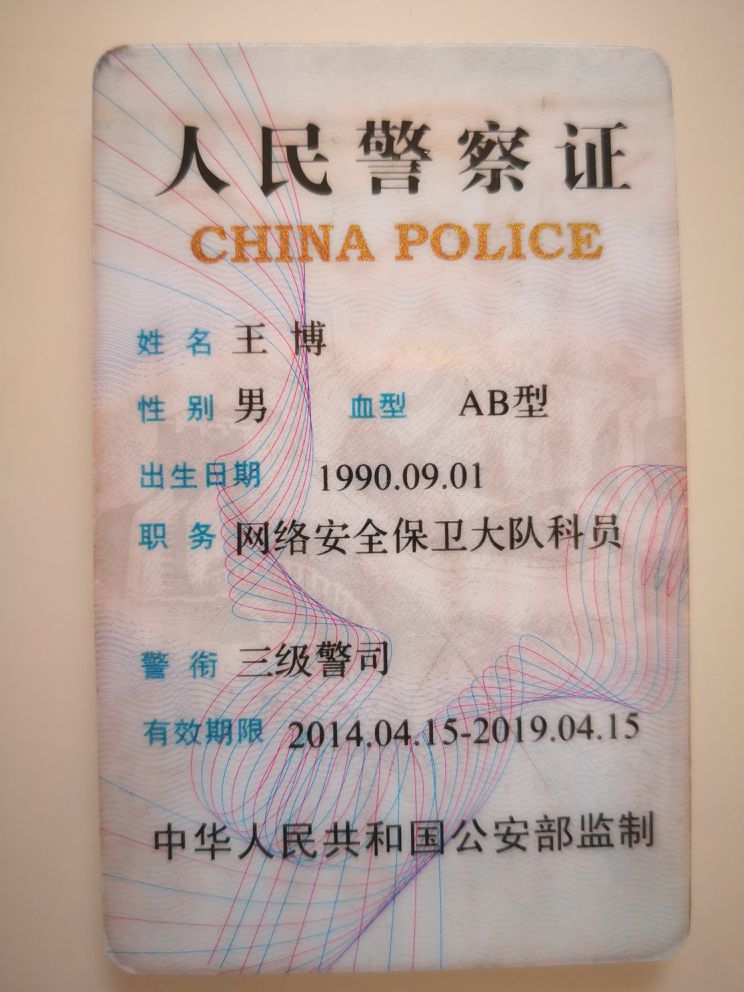 人民警察证
CHINA POLICE
姓 名 王 博
性 别 男 血型 AB型
出生日期 1990.09.01
职 务 网络安全保卫大队科员
警 衔 三级警司
有效期限 2014.04.15-2019.04.15
中华人民共和国公安部监制